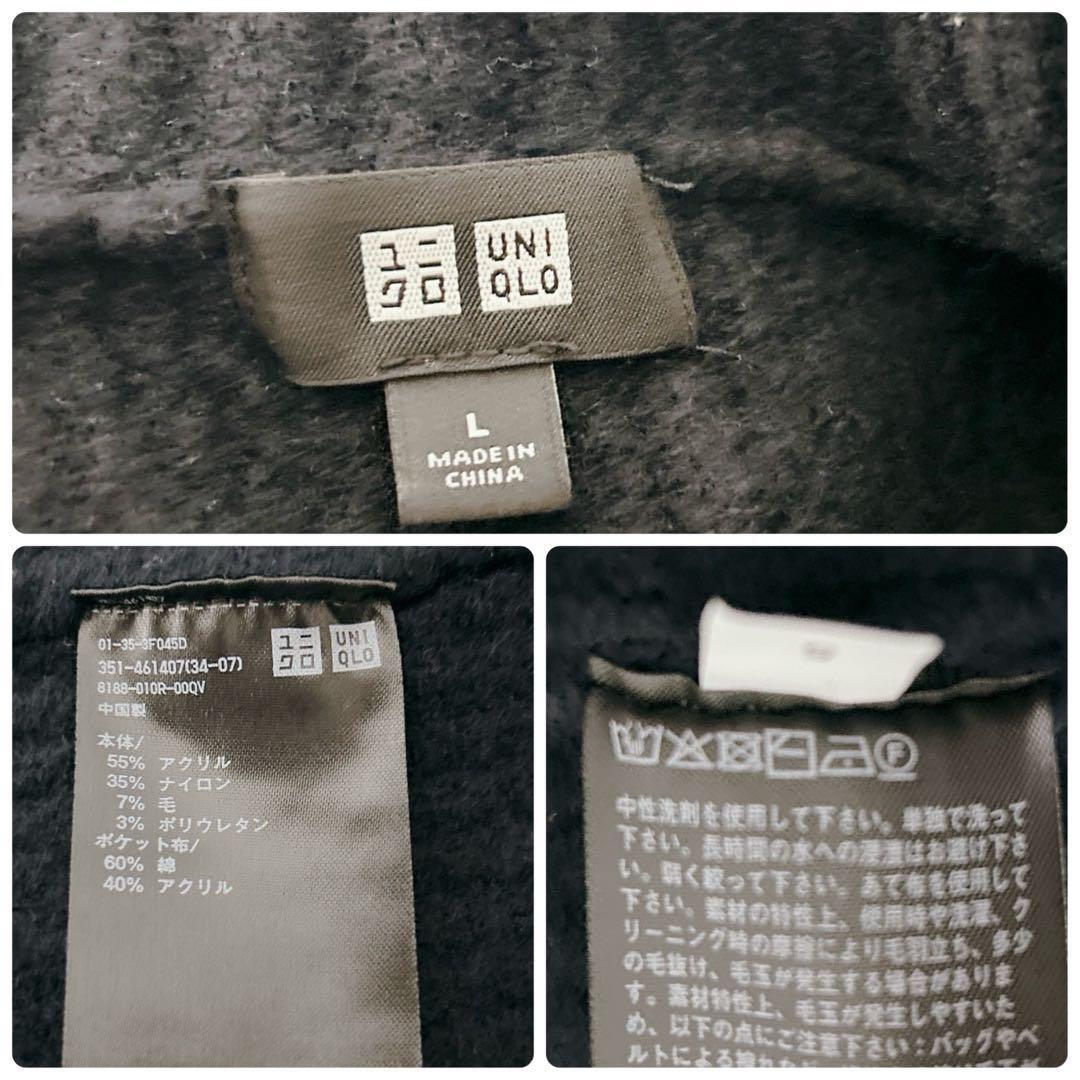 ユニ
クロ
UNI
QLO
L
MADE IN
CHINA
01-35-3F045D
351-461407(34-07)
8188-010R-00QV
中国製
ユニ
クロ
UNI
QLO
本体/
55% アクリル
35% ナイロン
7% 毛
3% ポリウレタン
ポケット布/
60% 綿
40% アクリル
F
中性洗剤を使用して下さい。単独で洗って
下さい。長時間の水への浸漬はお避け下さ
い。弱く絞って下さい。あて布を使用して
下さい。素材の特性上、使用時や洗濯、ク
リーニング時の摩擦により毛羽立ち、多少
の毛抜け、毛玉が発生する場合がありま
す。素材特性上、毛玉が発生しやすいた
め、以下の点にご注意下さい:バッグやベ
ルトによる擦れ